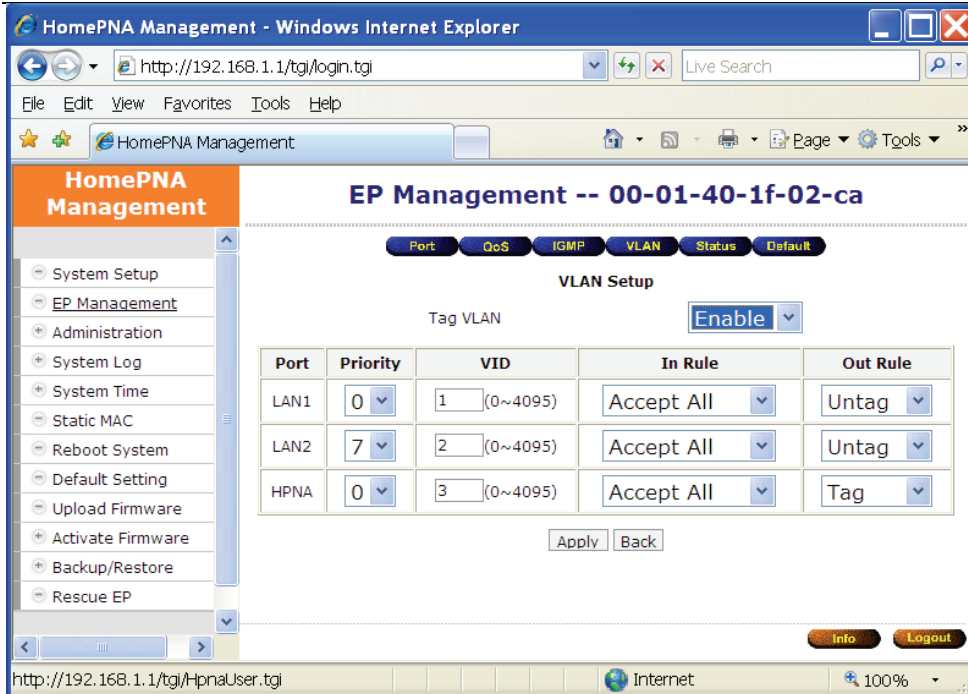 HomePNA Management - Windows Internet Explorer
http://192.168.1.1/tgi/login.tgi
Live Search
File Edit View Favorites Tools Help
HomePNA Management
Page Tools »
HomePNA
Management
System Setup
EP Management
Administration
System Log
System Time
Static MAC
Reboot System
Default Setting
Upload Firmware
Activate Firmware
Backup/Restore
Rescue EP
EP Management -- 00-01-40-1f-02-ca
Port QoS IGMP VLAN Status Default
VLAN Setup
Tag VLAN Enable
Port Priority VID In Rule Out Rule
LAN1 0 1 (0~4095) Accept All Untag
LAN2 7 2 (0~4095) Accept All Untag
HPNA 0 3 (0~4095) Accept All Tag
Apply Back
Info Logout
http://192.168.1.1/tgi/HpnaUser.tgi Internet 100%